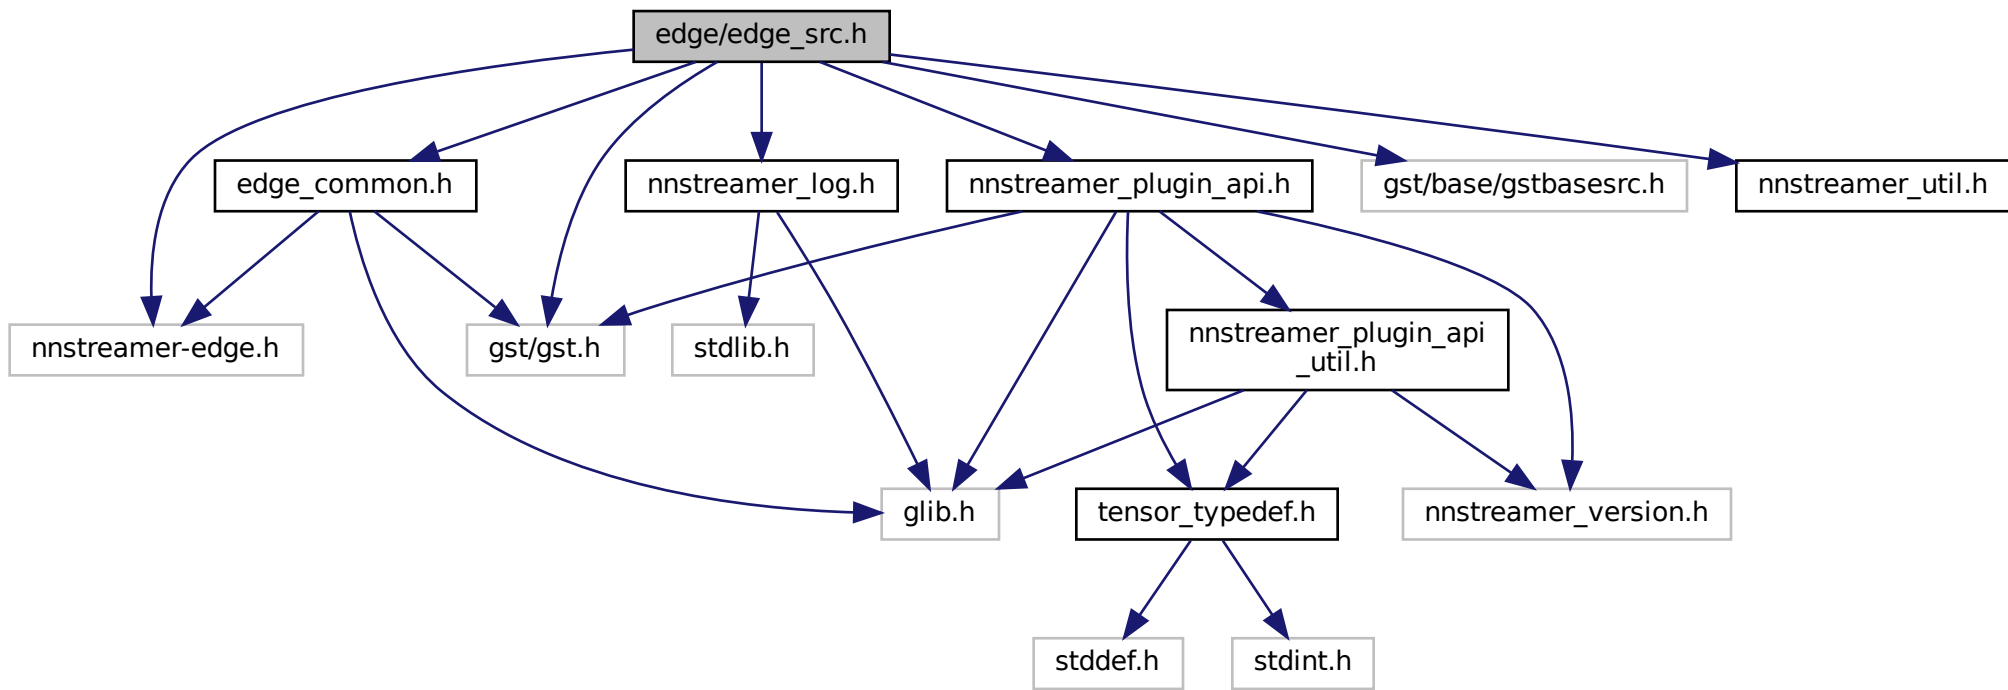 edge/edge_src.h
edge_common.h
nnstreamer_log.h
nnstreamer_plugin_api.h
gst/base/gstbasesrc.h
nnstreamer_util.h
nnstreamer-edge.h
gst/gst.h
stdlib.h
nnstreamer_plugin_api
_util.h
glib.h
tensor_typedef.h
nnstreamer_version.h
stddef.h
stdint.h